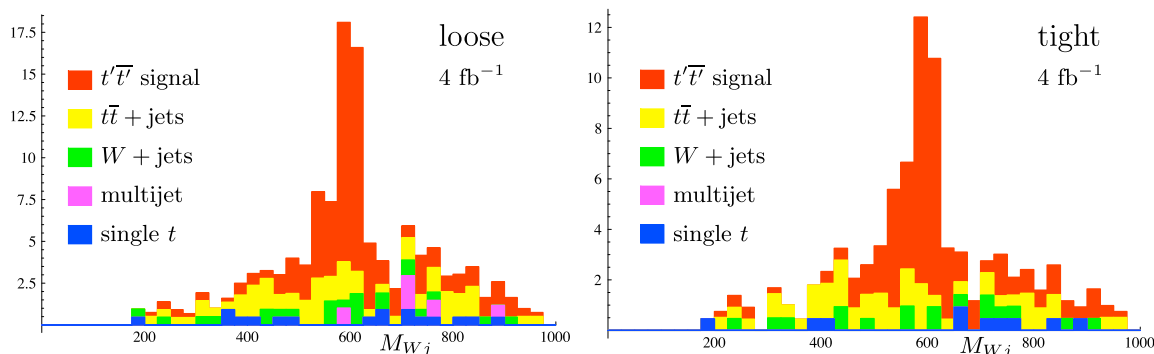 17.5
15
12.5
10
7.5
5
2.5
loose
4 fb⁻¹
t′t̅′ signal
tt̅ + jets
W + jets
multijet
single t
200 400 600 800 1000
M_{Wj}
12
10
8
6
4
2
tight
4 fb⁻¹
t′t̅′ signal
tt̅ + jets
W + jets
multijet
single t
200 400 600 800 1000
M_{Wj}